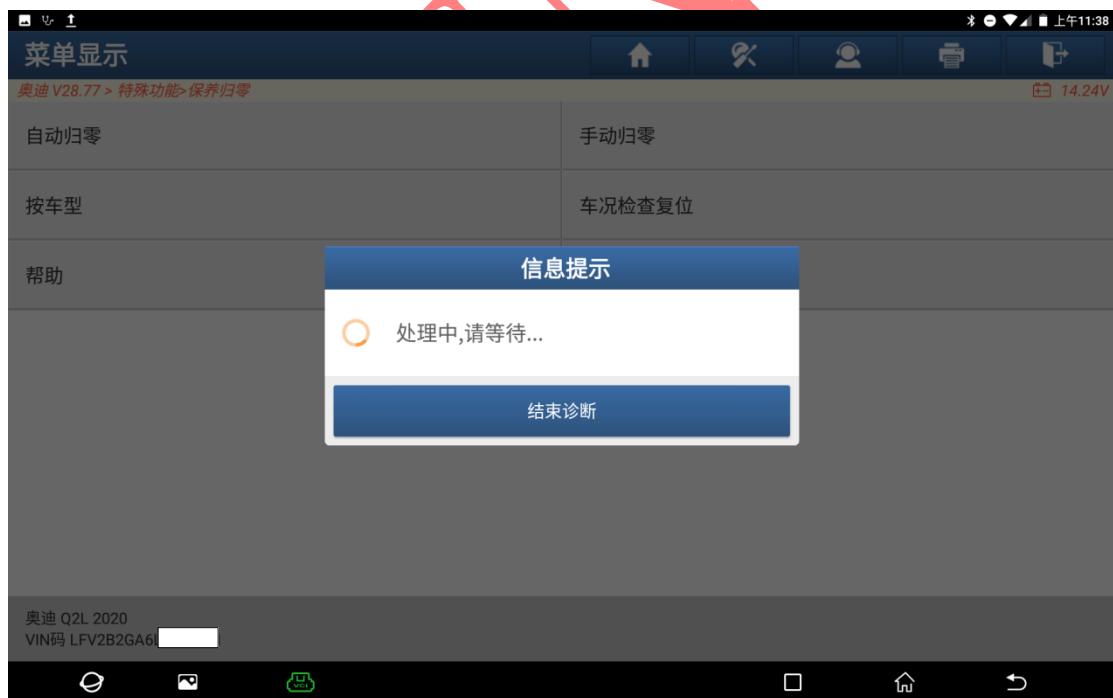 上午11:38
菜单显示
奥迪 V28.77 > 特殊功能>保养归零
14.24V
自动归零
手动归零
按车型
车况检查复位
帮助
信息提示
处理中,请等待...
结束诊断
奥迪 Q2L 2020
VIN码 LFV2B2GA6
VCI